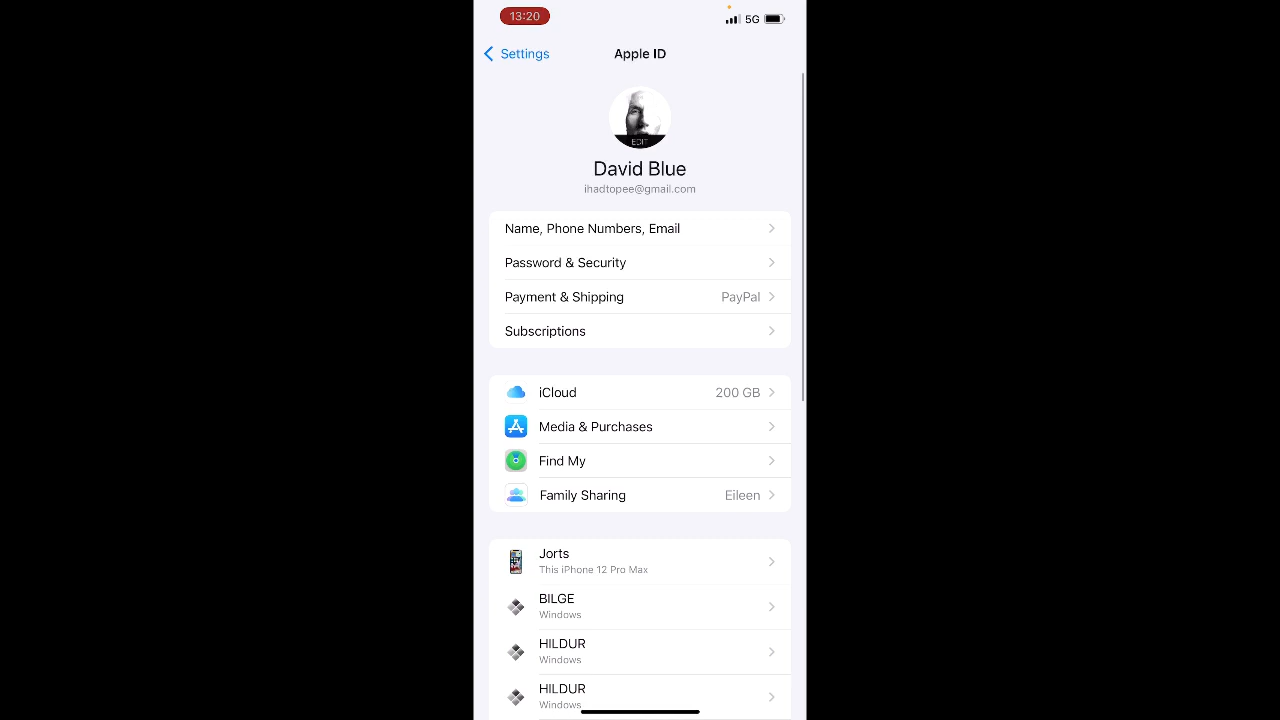 13:20
5G
Settings
Apple ID
EDIT
David Blue
ihadtopee@gmail.com
Name, Phone Numbers, Email
Password & Security
Payment & Shipping PayPal
Subscriptions
iCloud 200 GB
Media & Purchases
Find My
Family Sharing Eileen
Jorts
This iPhone 12 Pro Max
BILGE
Windows
HILDUR
Windows
HILDUR
Windows